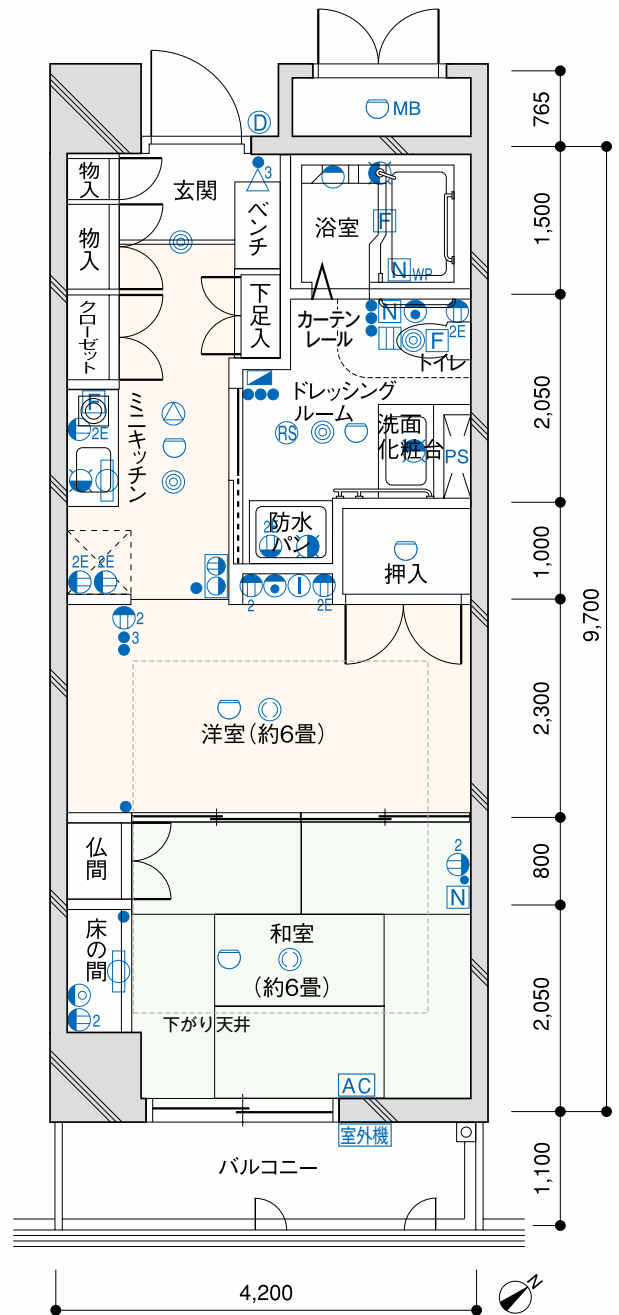 MB
D
3
765
物入
玄関
ベンチ
浴室
F
1,500
物入
N WP
クローゼット
下足入
カーテン
レール
N
2E
F
トイレ
F
2E
ミニキッチン
ドレッシング
ルーム
RS
洗面
化粧台
PS
2,050
9,700
防水
パン
2E
押入
1,000
2E
2E
2
2E
2
3
洋室(約6畳)
2,300
仏間
2
N
800
床の間
和室
(約6畳)
2
下がり天井
2,050
AC
室外機
バルコニー
1,100
4,200
N